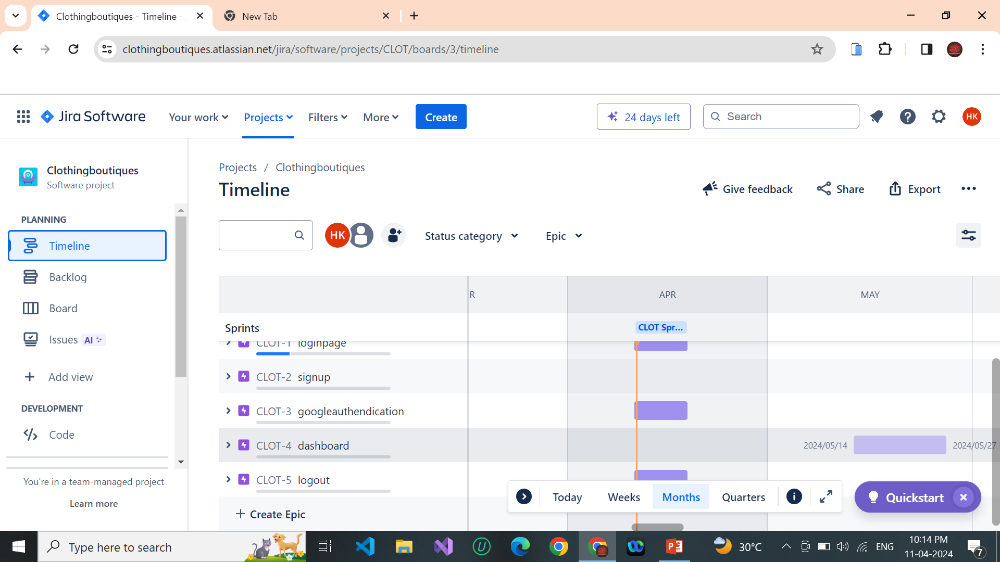 Clothingboutiques - Timeline -
New Tab
clothingboutiques.atlassian.net/jira/software/projects/CLOT/boards/3/timeline
Jira Software
Your work
Projects
Filters
More
Create
24 days left
Search
HK
Clothingboutiques
Software project
PLANNING
Timeline
Backlog
Board
Issues AI
Add view
DEVELOPMENT
Code
You're in a team-managed project
Learn more
Projects / Clothingboutiques
Timeline
Give feedback
Share
Export
HK
Status category
Epic
R
APR
MAY
Sprints
CLOT Spr...
CLOT-1 loginpage
CLOT-2 signup
CLOT-3 googleauthendication
CLOT-4 dashboard
2024/05/14
2024/05/27
CLOT-5 logout
Create Epic
Today
Weeks
Months
Quarters
Quickstart
Type here to search
30°C
ENG
10:14 PM
11-04-2024
7